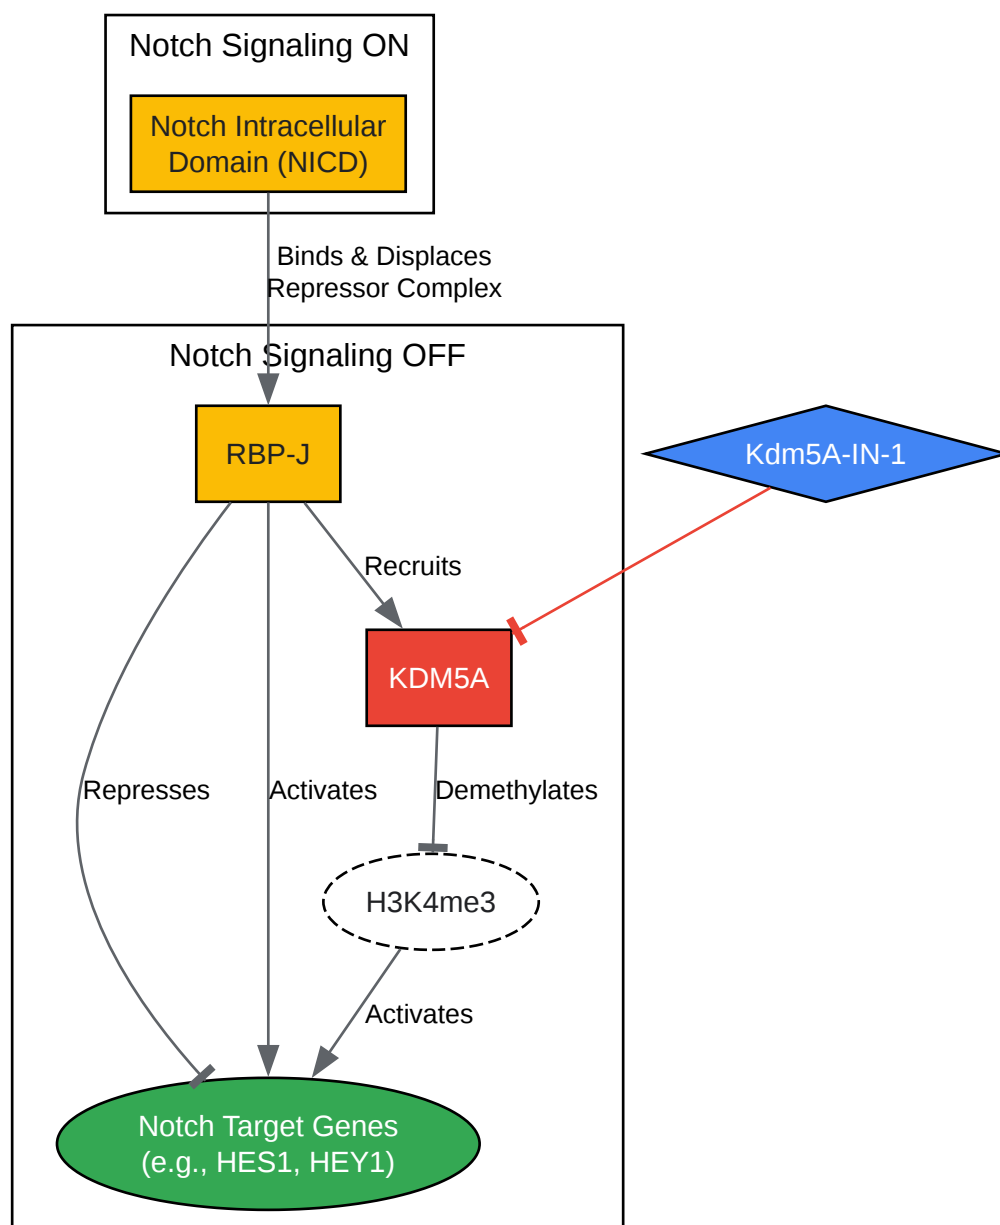 Notch Signaling ON
Notch Intracellular
Domain (NICD)
Binds & Displaces
Repressor Complex
Notch Signaling OFF
RBP-J
Kdm5A-IN-1
Recruits
KDM5A
Represses
Activates
Demethylates
H3K4me3
Activates
Notch Target Genes
(e.g., HES1, HEY1)